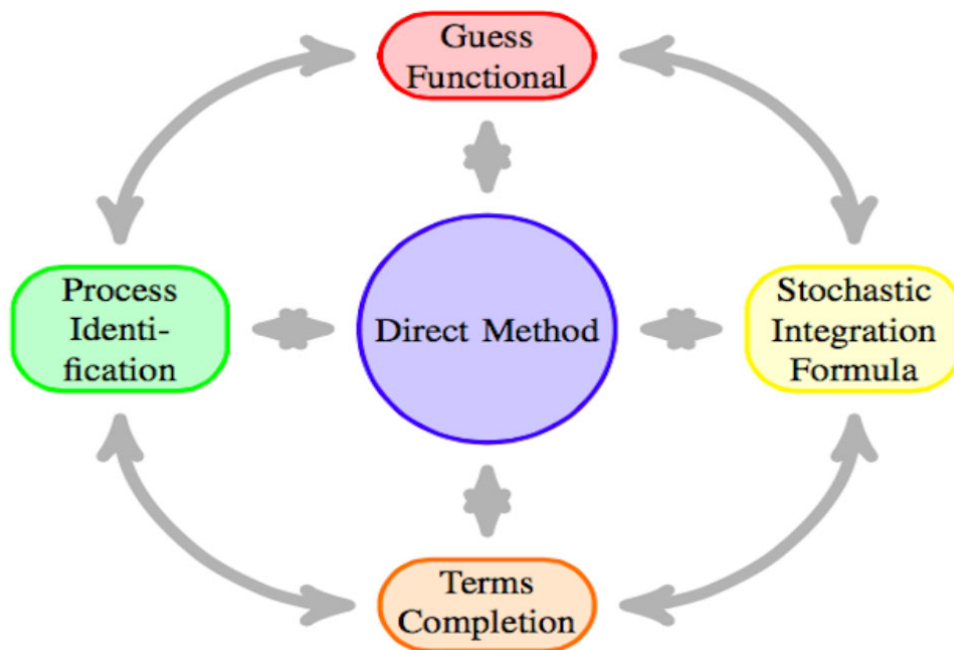 Guess
Functional
Process
Identi-
fication
Direct Method
Stochastic
Integration
Formula
Terms
Completion